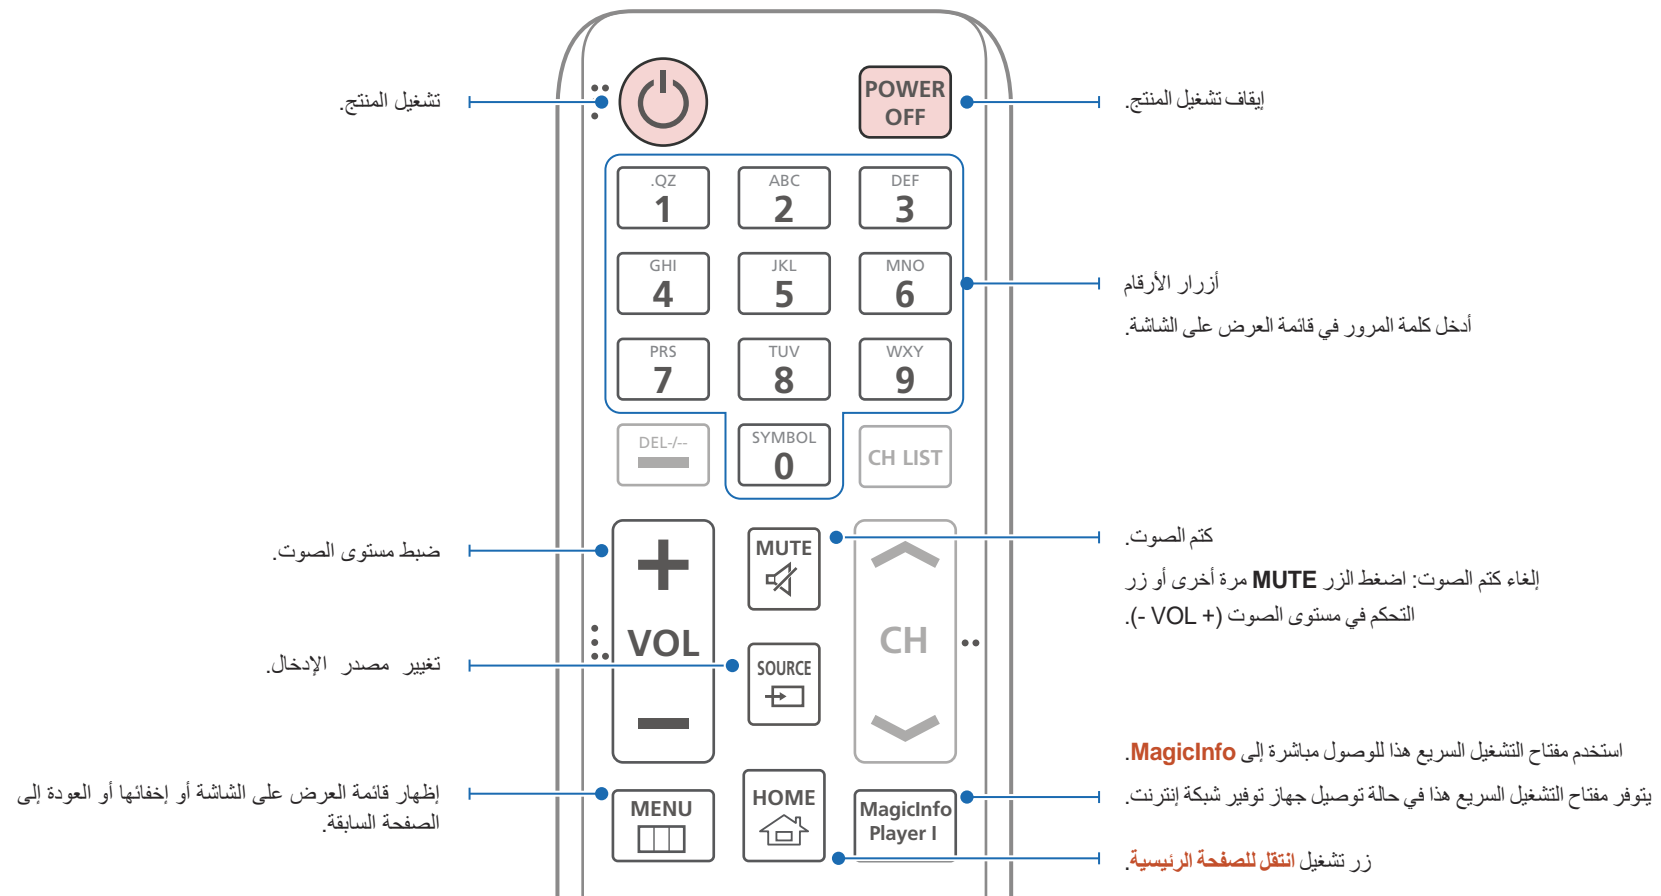 تشغيل المنتج.
POWER
OFF
إيقاف تشغيل المنتج.
.QZ
1
ABC
2
DEF
3
GHI
4
JKL
5
MNO
6
أزرار الأرقام
أدخل كلمة المرور في قائمة العرض على الشاشة.
PRS
7
TUV
8
WXY
9
DEL-/--
SYMBOL
0
CH LIST
ضبط مستوى الصوت.
MUTE
كتم الصوت.
إلغاء كتم الصوت: اضغط الزر MUTE مرة أخرى أو زر
التحكم في مستوى الصوت (+ VOL -).
VOL
CH
تغيير مصدر الإدخال.
SOURCE
استخدم مفتاح التشغيل السريع هذا للوصول مباشرة إلى MagicInfo.
يتوفر مفتاح التشغيل السريع هذا في حالة توصيل جهاز توفير شبكة إنترنت.
إظهار قائمة العرض على الشاشة أو إخفائها أو العودة إلى
الصفحة السابقة.
MENU
HOME
MagicInfo
Player I
زر تشغيل انتقل للصفحة الرئيسية.